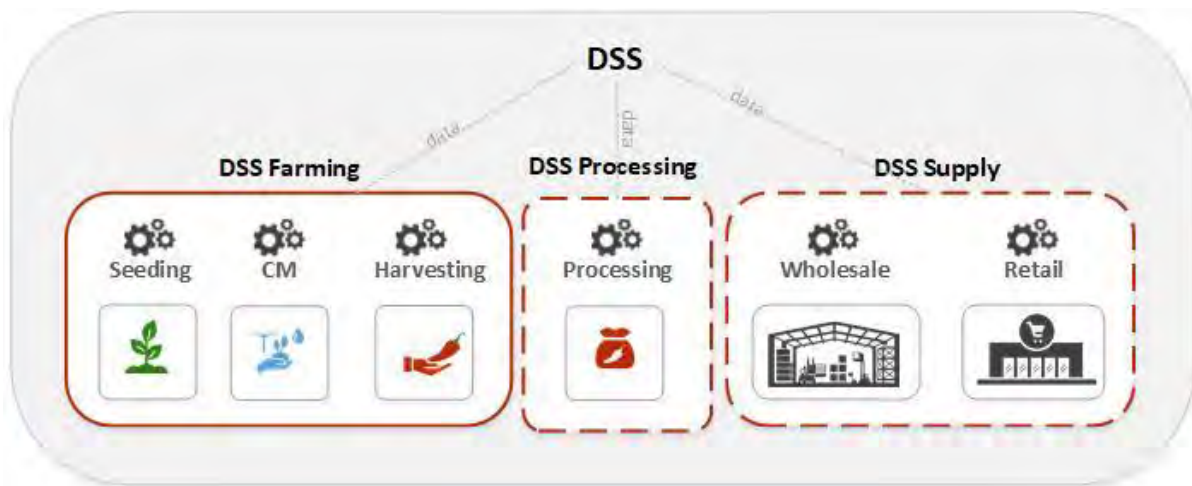 DSS
data
data
data
DSS Farming
DSS Processing
DSS Supply
Seeding
CM
Harvesting
Processing
Wholesale
Retail